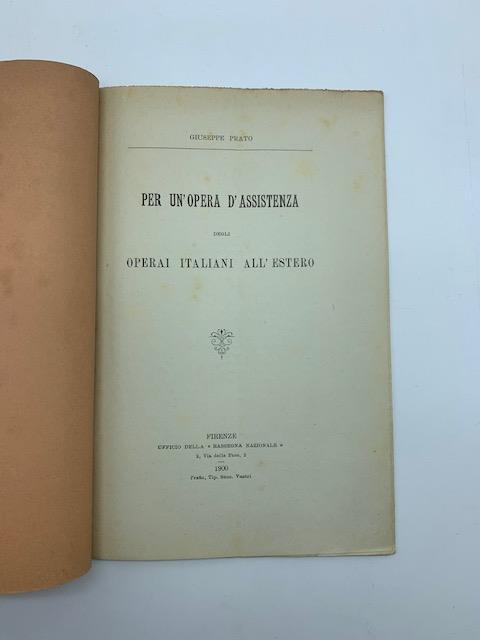 GIUSEPPE PRATO
PER UN'OPERA D'ASSISTENZA
DEGLI
OPERAI ITALIANI ALL'ESTERO
FIRENZE
UFFICIO DELLA « RASSEGNA NAZIONALE »
2, Via della Pace, 2
1900
Prato, Tip. Succ. Vestri